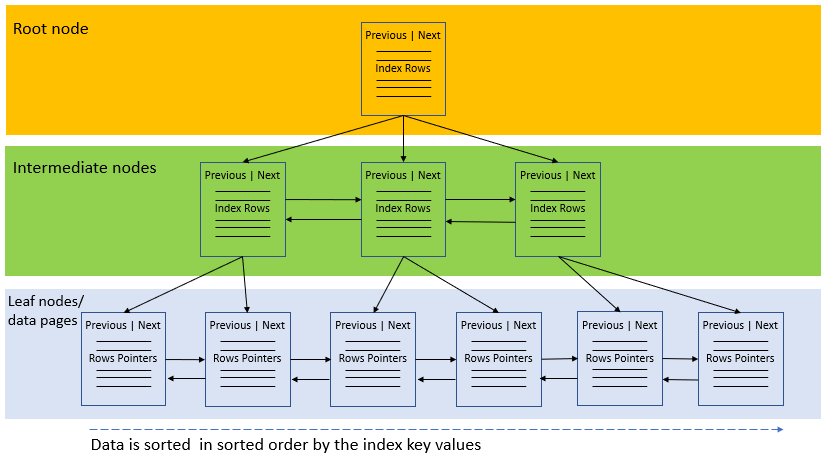 Root node
Previous | Next
Index Rows
Intermediate nodes
Previous | Next
Index Rows
Previous | Next
Index Rows
Previous | Next
Index Rows
Leaf nodes/
data pages
Previous | Next
Rows Pointers
Previous | Next
Rows Pointers
Previous | Next
Rows Pointers
Previous | Next
Rows Pointers
Previous | Next
Rows Pointers
Previous | Next
Rows Pointers
Data is sorted  in sorted order by the index key values